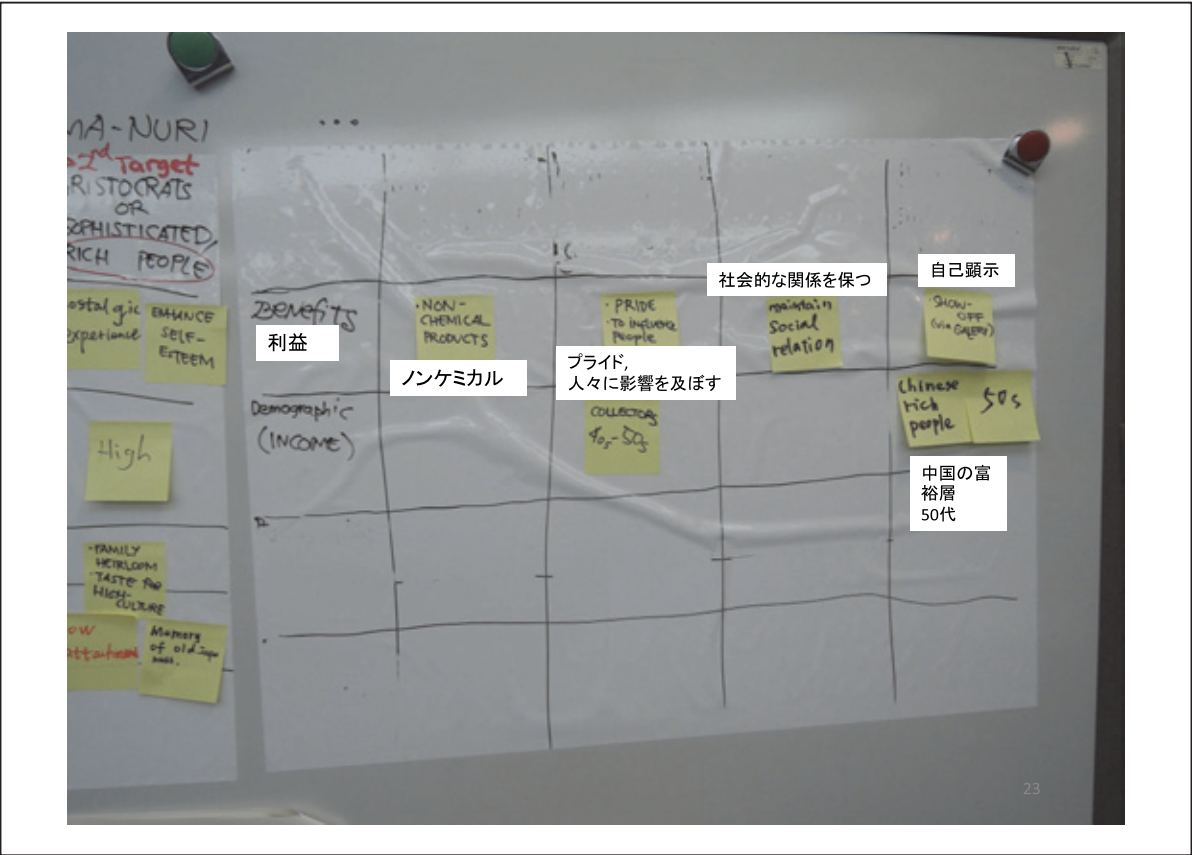 MA-NURI
2nd Target
ARISTOCRATS
OR
SOPHISTICATED,
RICH PEOPLE
ostalgic
experience
ENHANCE
SELF-
ESTEEM
High
・FAMILY
HEIRLOOM
・TASTE FOR
HIGH-
CULTURE
ow
attachment
Memory
of old
BENEFITS
利益
・NON-
CHEMICAL
PRODUCTS
ノンケミカル
・PRIDE
・TO INFLUENCE
People
プライド,
人々に影響を及ぼす
社会的な関係を保つ
maintain
social
relation
自己顕示
・SHOW-
OFF
(via GALERY)
Demographic
(INCOME)
COLLECTORS
40s-50s
Chinese
rich
people
50s
中国の富
裕層
50代
23